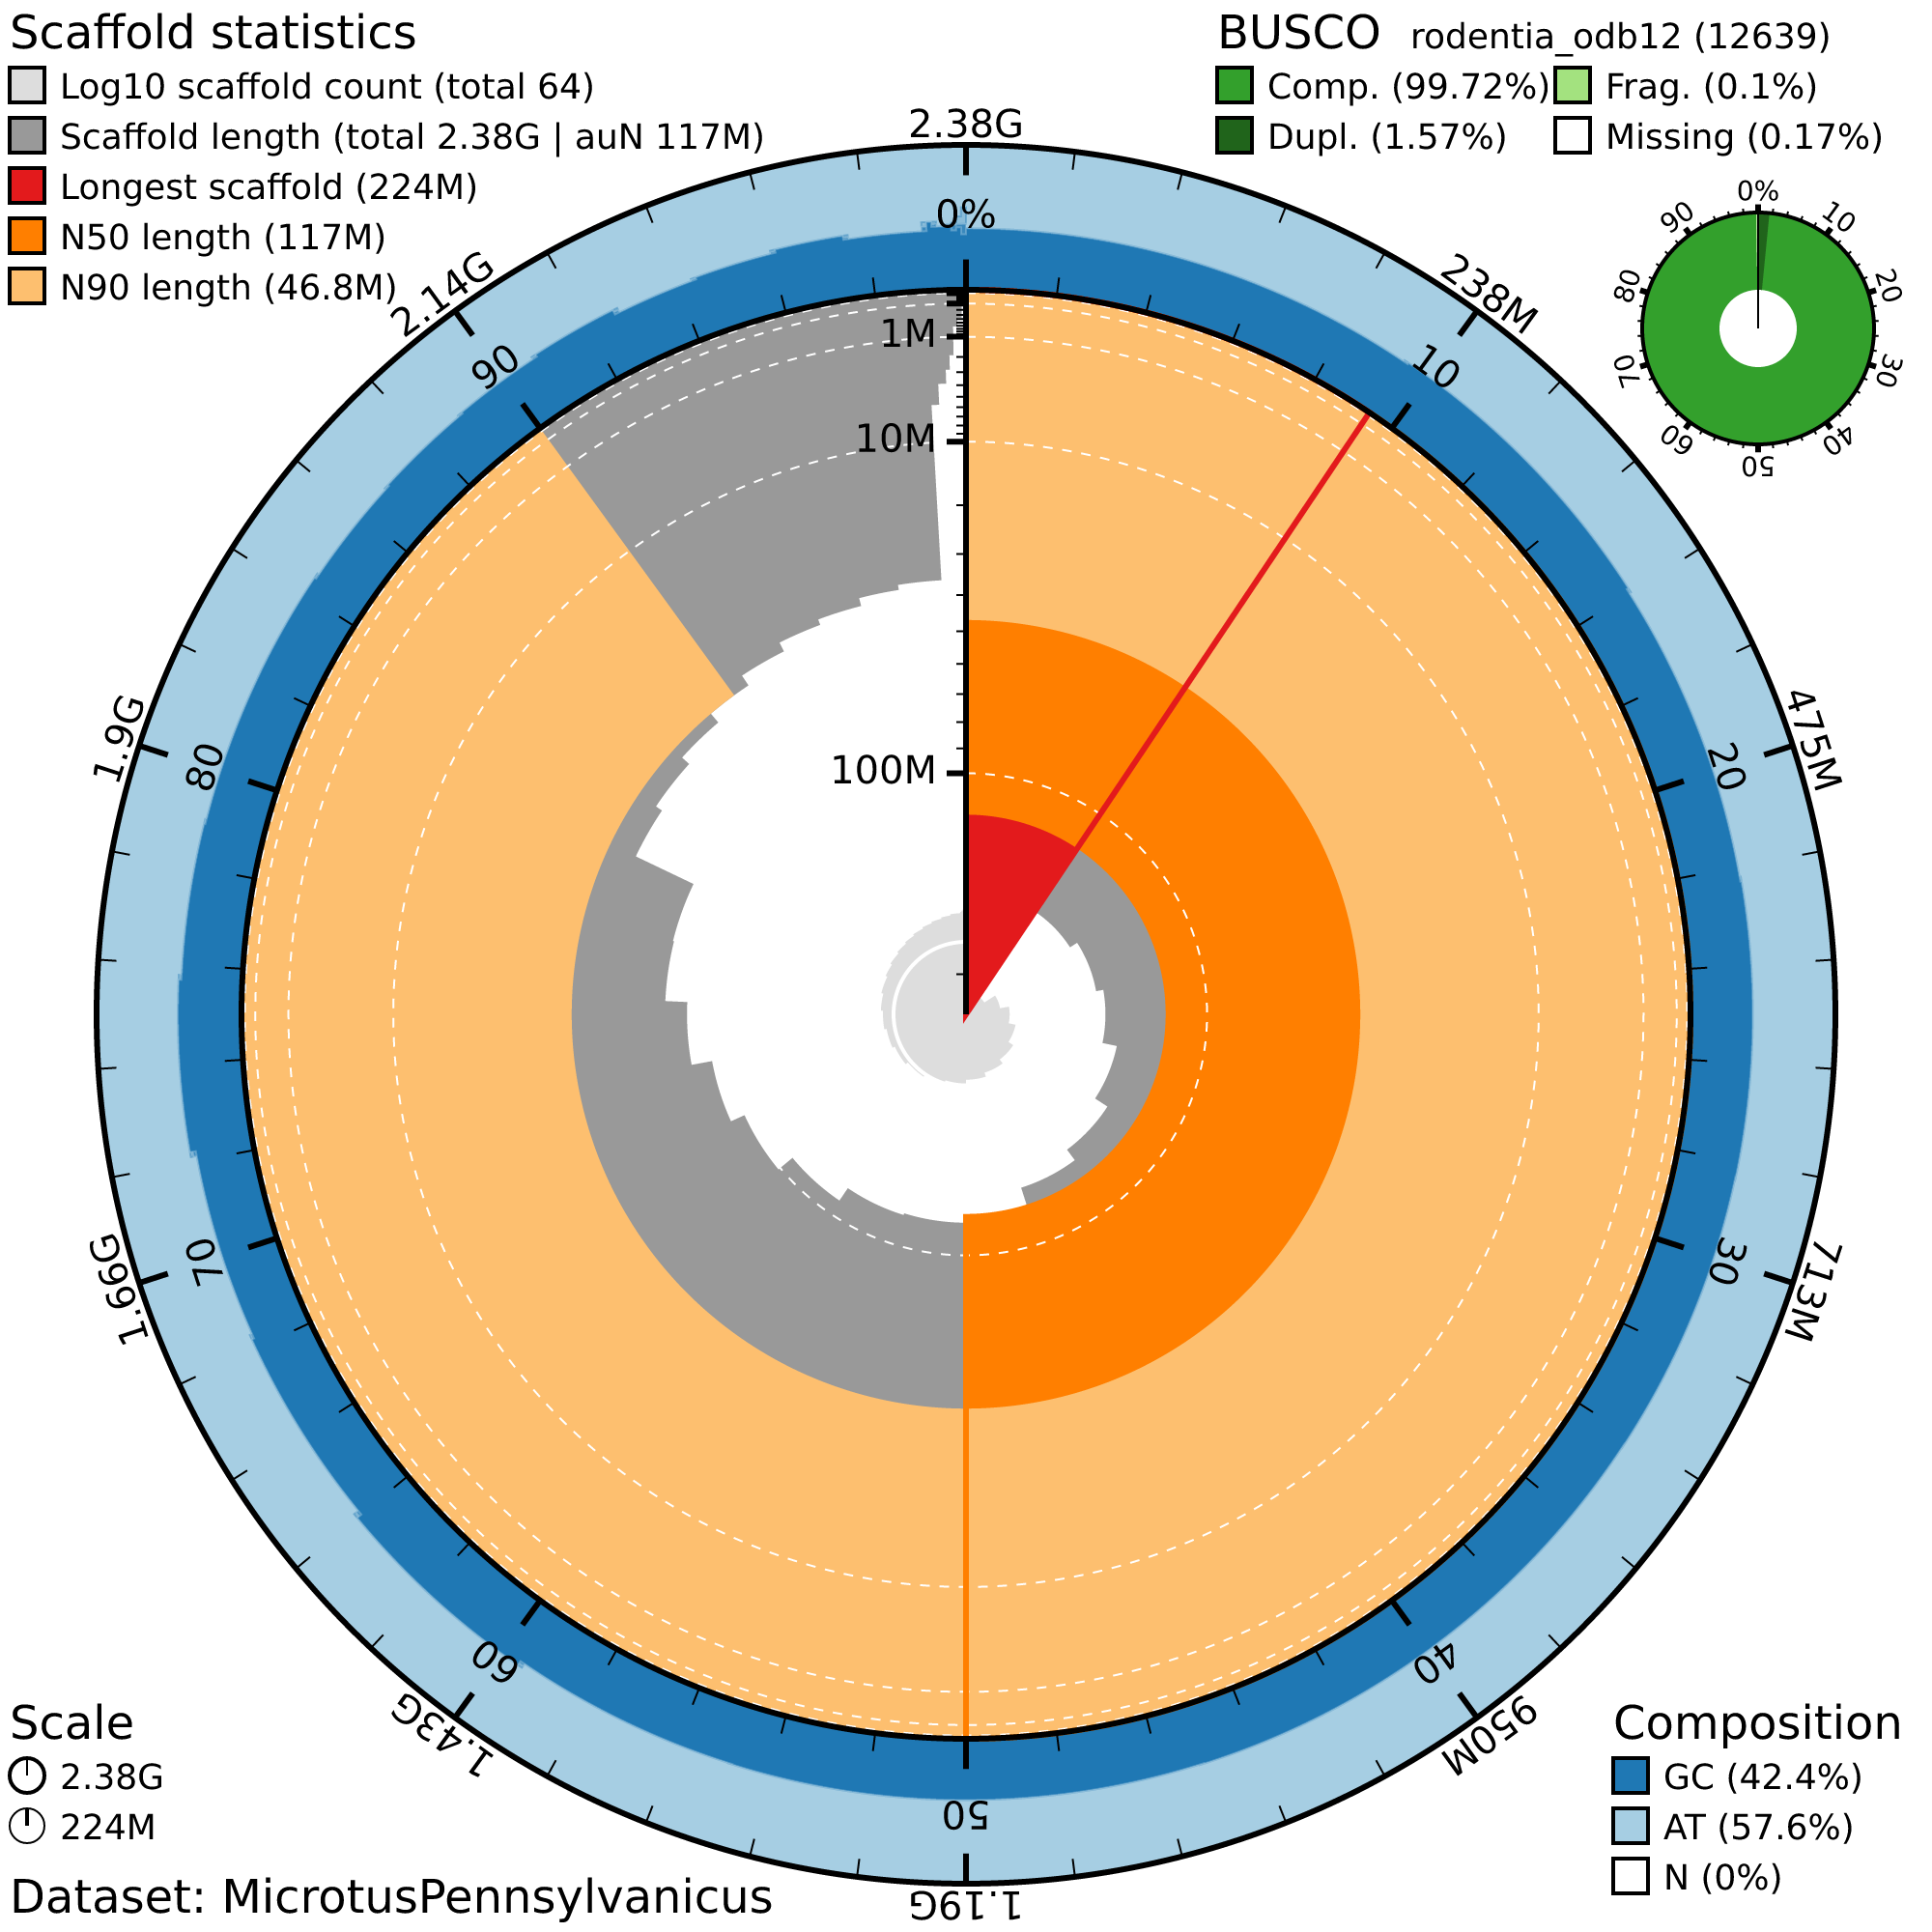 Scaffold statistics
Log10 scaffold count (total 64)
Scaffold length (total 2.38G | auN 117M)
Longest scaffold (224M)
N50 length (117M)
N90 length (46.8M)
BUSCO rodentia_odb12 (12639)
Comp. (99.72%) Frag. (0.1%)
Dupl. (1.57%) Missing (0.17%)
0%
10
20
30
40
50
60
70
80
90
2.38G
238M
475M
713M
950M
1.19G
1.43G
1.66G
1.9G
2.14G
0%
10
20
30
40
50
60
70
80
90
1M
10M
100M
Scale
2.38G
224M
Dataset: MicrotusPennsylvanicus
Composition
GC (42.4%)
AT (57.6%)
N (0%)